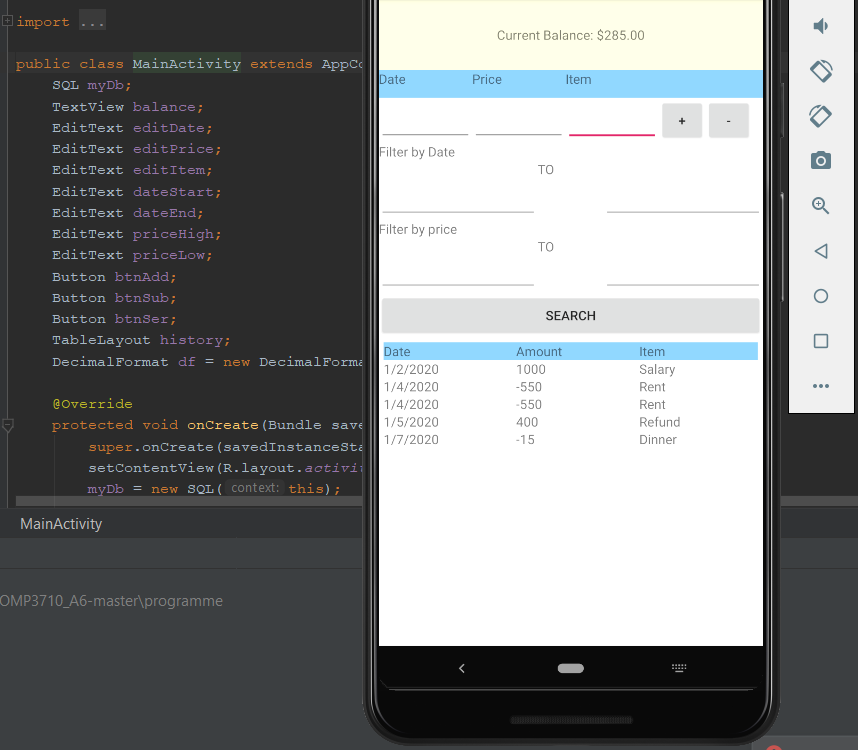 import ...
public class MainActivity extends AppCo
SQL myDb;
TextView balance;
EditText editDate;
EditText editPrice;
EditText editItem;
EditText dateStart;
EditText dateEnd;
EditText priceHigh;
EditText priceLow;
Button btnAdd;
Button btnSub;
Button btnSer;
TableLayout history;
DecimalFormat df = new DecimalForma
@Override
protected void onCreate(Bundle save
super.onCreate(savedInstanceSta
setContentView(R.layout.activit
myDb = new SQL( context: this);
MainActivity
OMP3710_A6-master\programme
Current Balance: $285.00
Date Price Item
+ -
Filter by Date
TO
Filter by price
TO
SEARCH
Date Amount Item
1/2/2020 1000 Salary
1/4/2020 -550 Rent
1/4/2020 -550 Rent
1/5/2020 400 Refund
1/7/2020 -15 Dinner